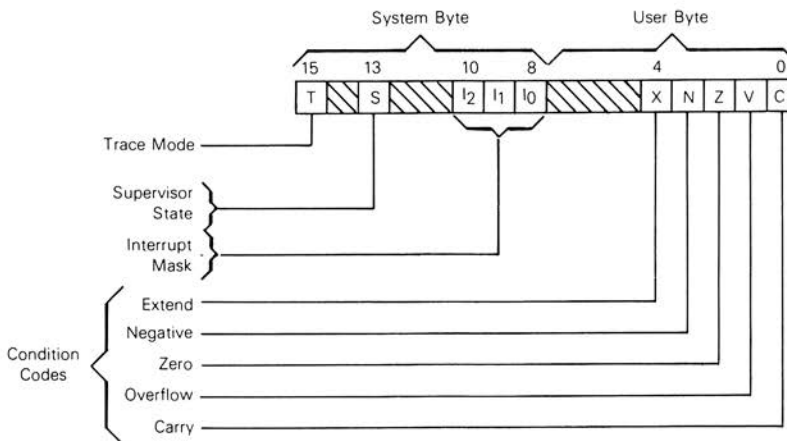 System Byte User Byte
15 13 10 8 4 0
T S I2 I1 I0 X N Z V C
Trace Mode
Supervisor
State
Interrupt
Mask
Extend
Negative
Condition
Codes
Zero
Overflow
Carry